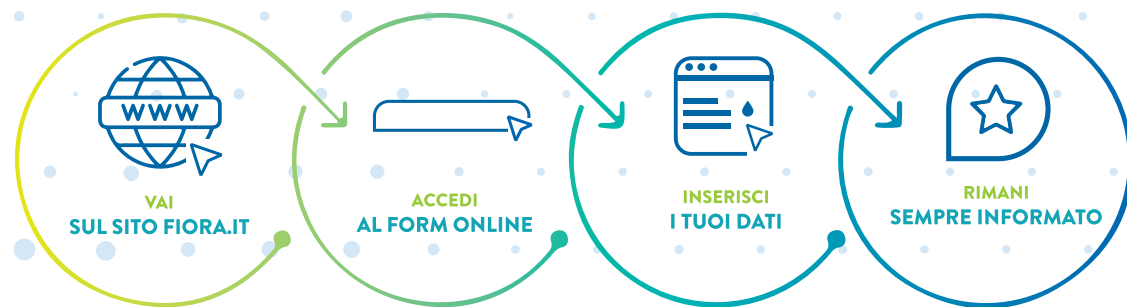 WWW
VAI
SUL SITO FIORA.IT
ACCEDI
AL FORM ONLINE
INSERISCI
I TUOI DATI
RIMANI
SEMPRE INFORMATO